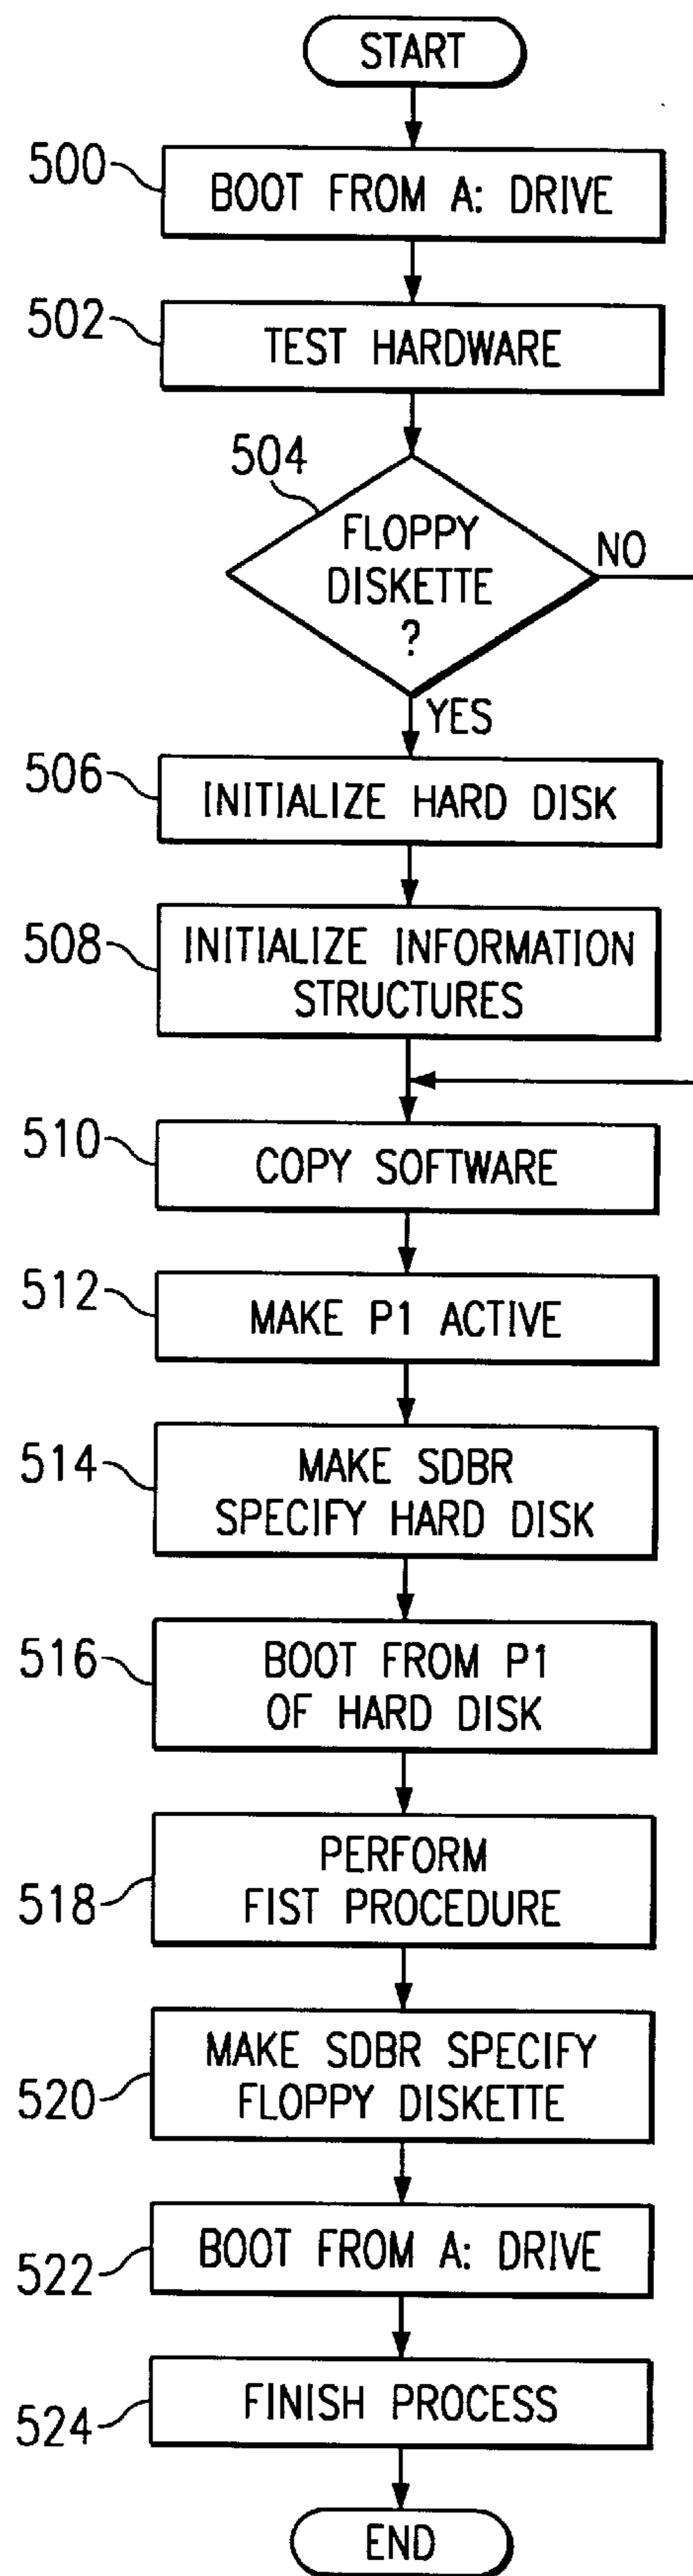 START
500
BOOT FROM A: DRIVE
502
TEST HARDWARE
504
FLOPPY
DISKETTE
?
NO
YES
506
INITIALIZE HARD DISK
508
INITIALIZE INFORMATION
STRUCTURES
510
COPY SOFTWARE
512
MAKE P1 ACTIVE
514
MAKE SDBR
SPECIFY HARD DISK
516
BOOT FROM P1
OF HARD DISK
518
PERFORM
FIST PROCEDURE
520
MAKE SDBR SPECIFY
FLOPPY DISKETTE
522
BOOT FROM A: DRIVE
524
FINISH PROCESS
END